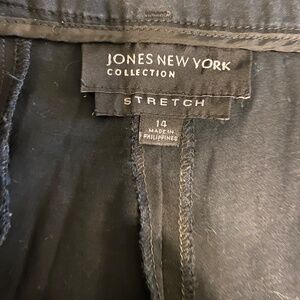 JONES NEW YORK
COLLECTION
STRETCH
14
MADE IN
PHILIPPINES